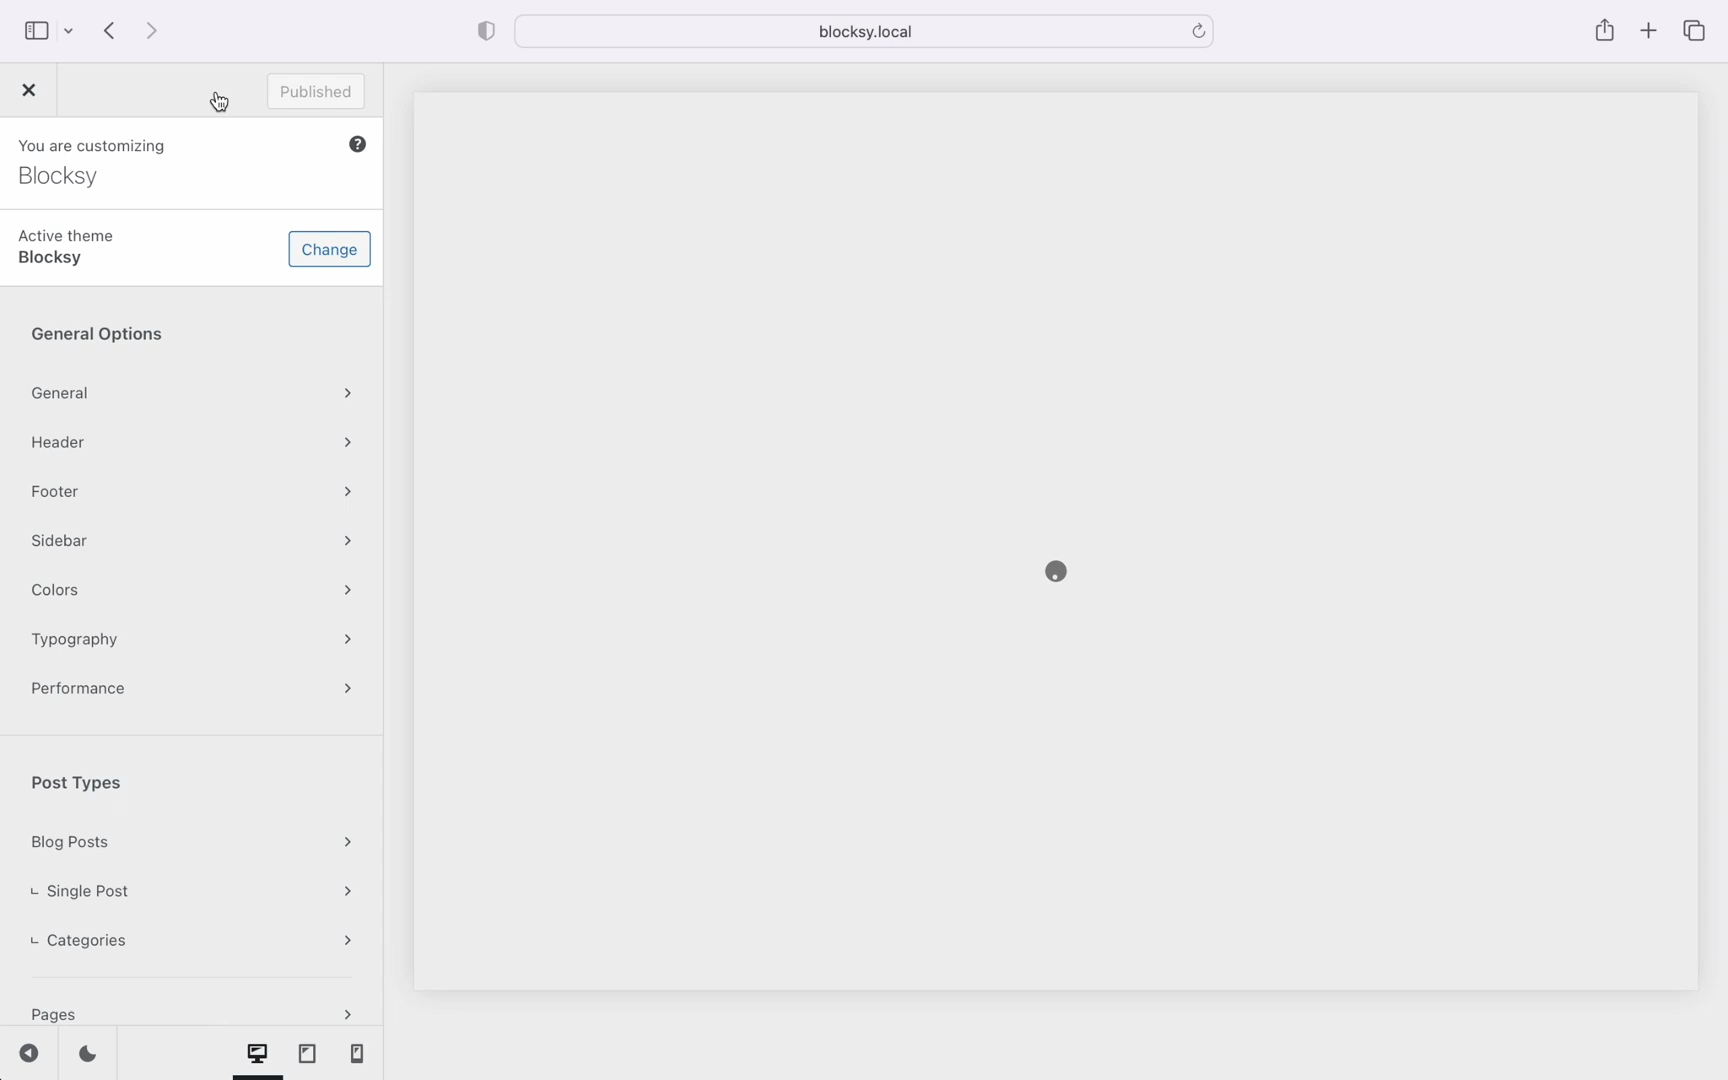 blocksy.local
Published
You are customizing
Blocksy
Active theme
Blocksy
Change
General Options
General
Header
Footer
Sidebar
Colors
Typography
Performance
Post Types
Blog Posts
Single Post
Categories
Pages